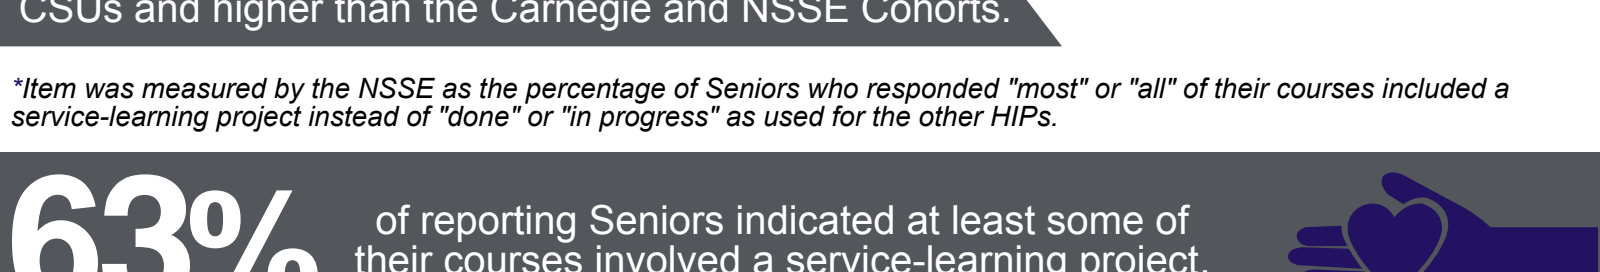 CSUs and higher than the Carnegie and NSSE Cohorts.
*Item was measured by the NSSE as the percentage of Seniors who responded "most" or "all" of their courses included a
service-learning project instead of "done" or "in progress" as used for the other HIPs.
63%
of reporting Seniors indicated at least some of
their courses involved a service-learning project.